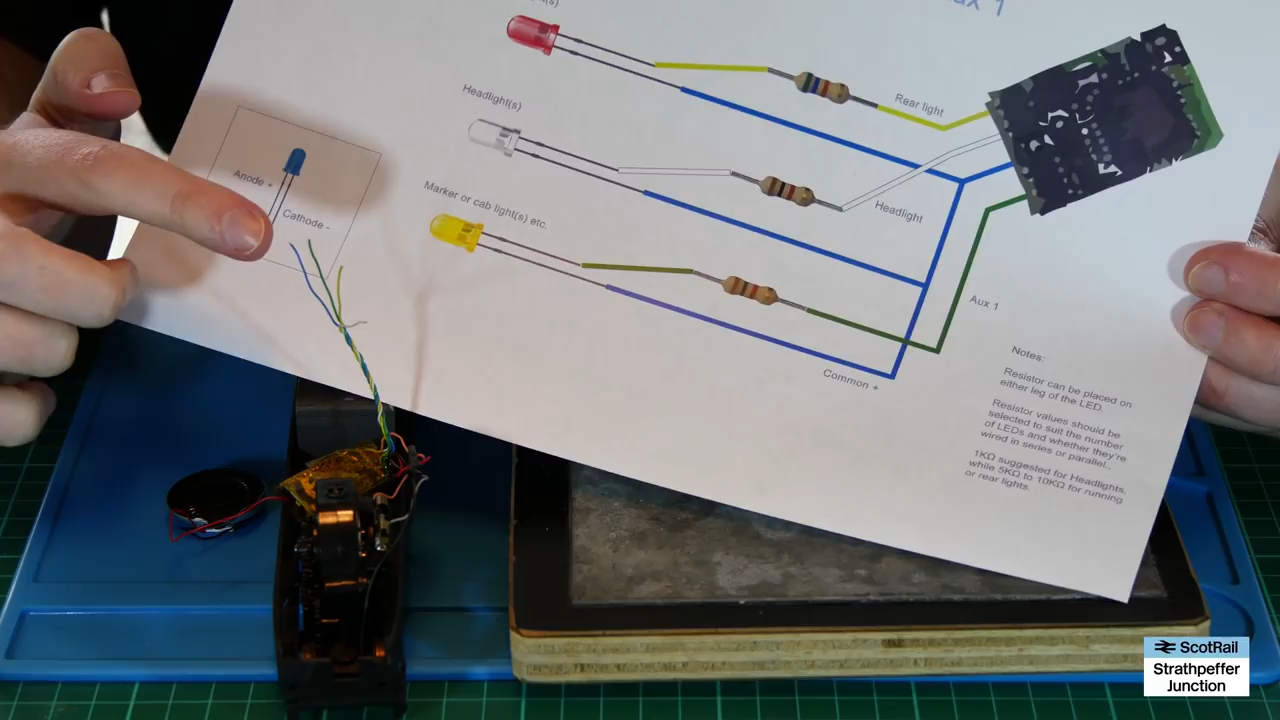 Headlight(s)
Marker or cab light(s) etc.
Anode +
Cathode -
Rear light
Headlight
Aux 1
Common +
Notes:
Resistor can be placed on
either leg of the LED.
Resistor values should be
selected to suit the number
of LEDs and whether they're
wired in series or parallel..
1KΩ suggested for Headlights,
while 5KΩ to 10KΩ for running
or rear lights.
ScotRail
Strathpeffer
Junction